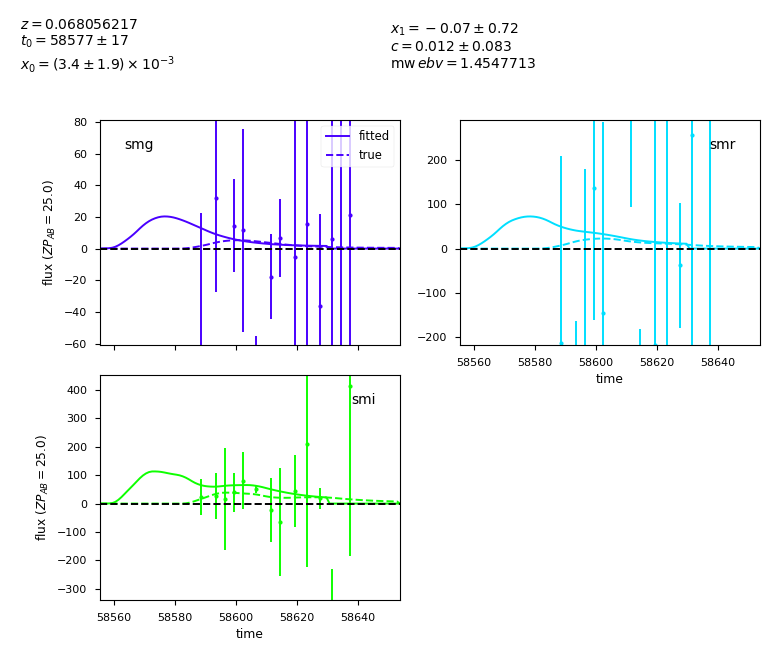 z = 0.068056217
t₀ = 58577 ± 17
x₀ = (3.4 ± 1.9) × 10⁻³
x₁ = −0.07 ± 0.72
c = 0.012 ± 0.083
mw ebv = 1.4547713
smg
fitted
true
80
60
40
20
0
−20
−40
−60
flux (ZP_AB = 25.0)
smr
200
100
0
−100
−200
58560 58580 58600 58620 58640
time
smi
400
300
200
100
0
−100
−200
−300
flux (ZP_AB = 25.0)
58560 58580 58600 58620 58640
time